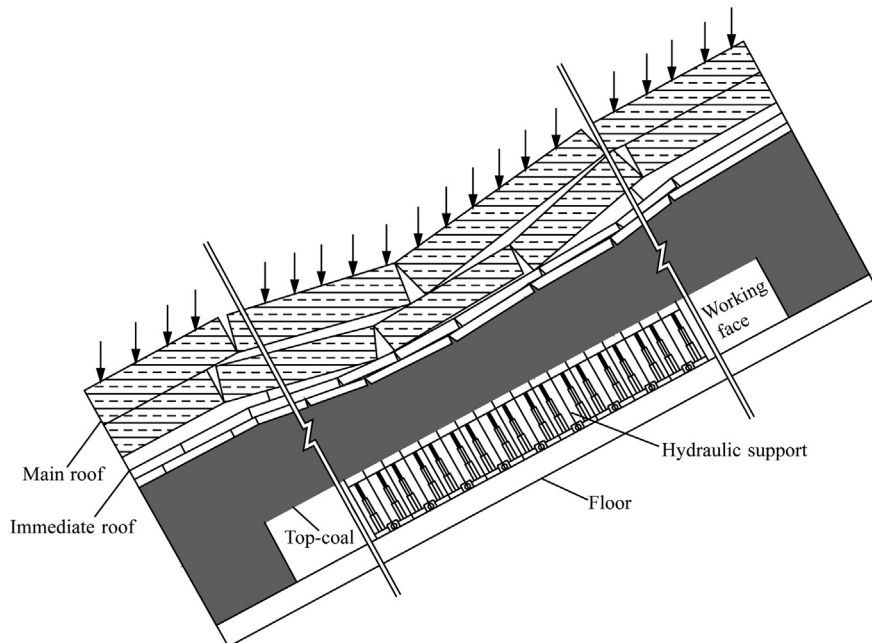 Working
face
Hydraulic support
Main roof
Floor
Immediate roof
Top-coal